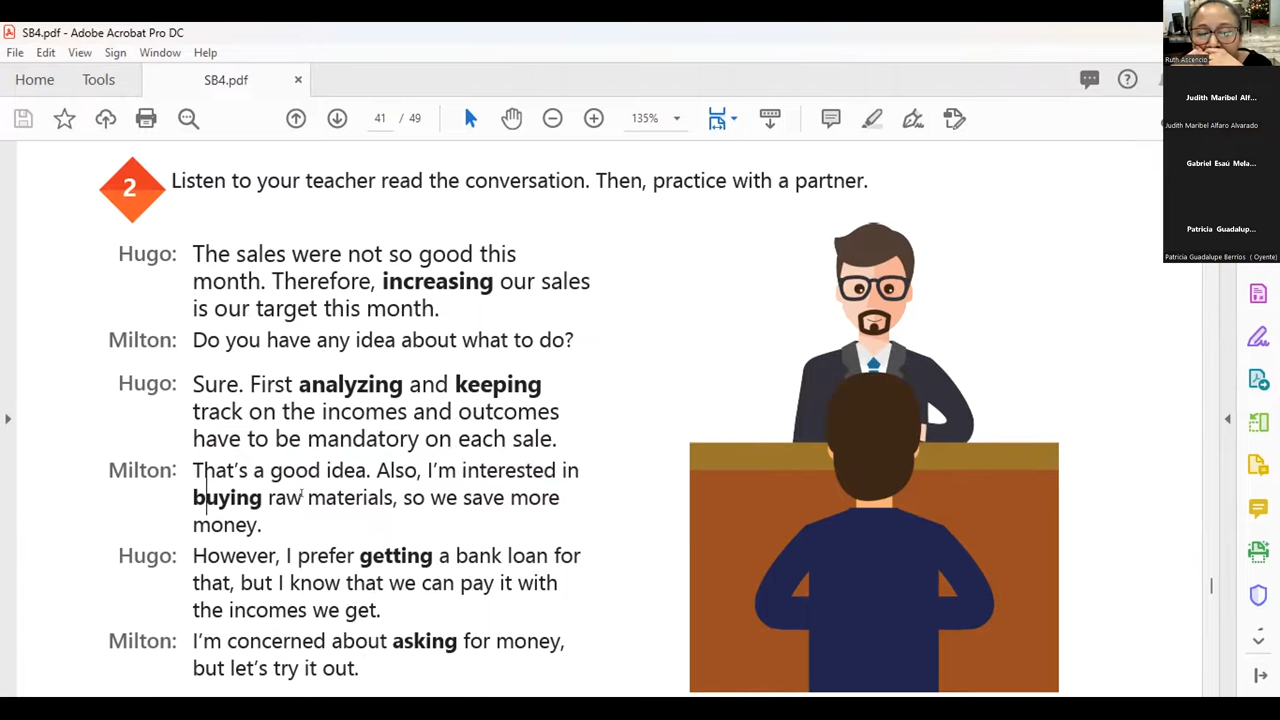 SB4.pdf - Adobe Acrobat Pro DC
File Edit View Sign Window Help
Home Tools SB4.pdf ×
41 / 49 135%
2 Listen to your teacher read the conversation. Then, practice with a partner.
Hugo: The sales were not so good this
month. Therefore, increasing our sales
is our target this month.
Milton: Do you have any idea about what to do?
Hugo: Sure. First analyzing and keeping
track on the incomes and outcomes
have to be mandatory on each sale.
Milton: That's a good idea. Also, I'm interested in
buying raw materials, so we save more
money.
Hugo: However, I prefer getting a bank loan for
that, but I know that we can pay it with
the incomes we get.
Milton: I'm concerned about asking for money,
but let's try it out.
Ruth Ascencio
Judith Maribel Alf...
Judith Maribel Alfaro Alvarado
Gabriel Esaú Mela...
Patricia Guadalup...
Patricia Guadalupe Berríos ( Oyente)